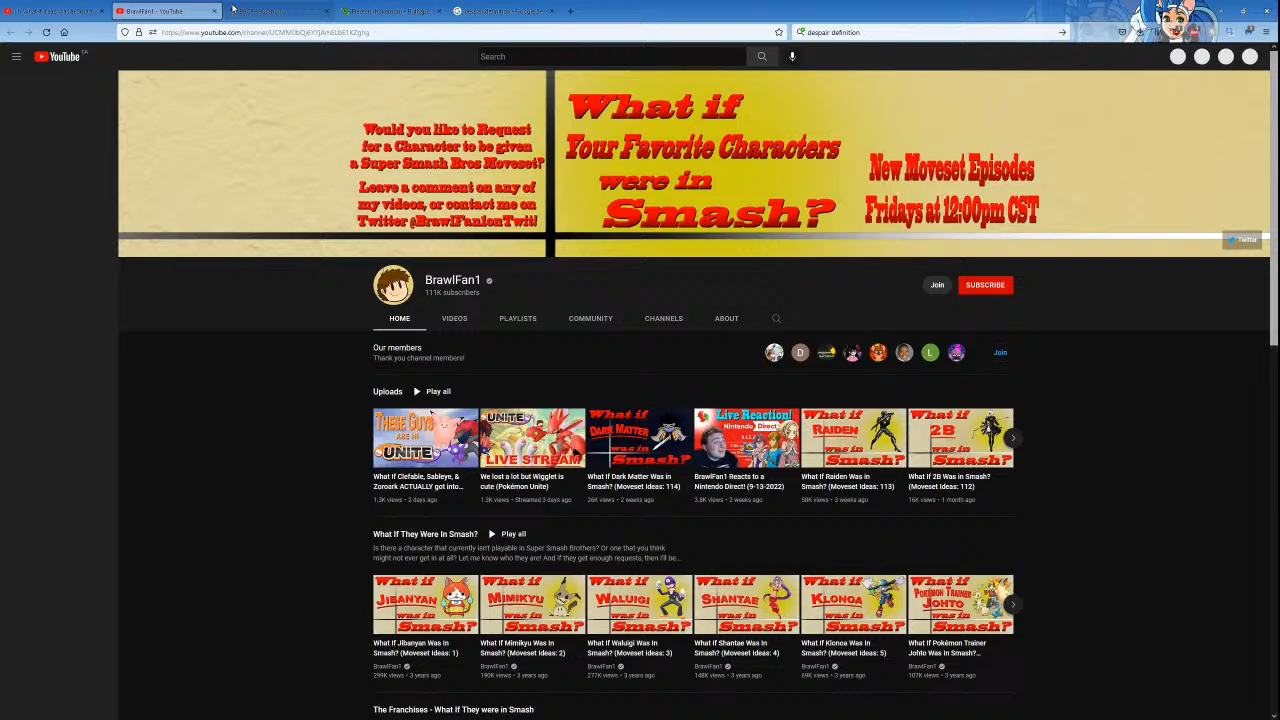 BrawlFan1 - YouTube
despair definition - Google Se
https://www.youtube.com/channel/UCMM0bQj6YYjAmELbE1KZghg
despair definition
YouTube
CA
Search
Would you like to Request
for a Character to be given
a Super Smash Bros Moveset?
Leave a comment on any of
my videos, or contact me on
Twitter @BrawlFan1onTwit!
What if
Your Favorite Characters
were in
Smash?
New Moveset Episodes
Fridays at 12:00pm CST
Twitter
BrawlFan1
111K subscribers
Join
SUBSCRIBE
HOME
VIDEOS
PLAYLISTS
COMMUNITY
CHANNELS
ABOUT
Our members
Thank you channel members!
D
L
Join
Uploads
Play all
THESE GUYS
ARE IN
UNITE
UNITE
LIVE STREAM
What if
DARK MATTER
was in
Smash?
Live Reaction!
Nintendo Direct
9.13.22
What if
RAIDEN
was in
Smash?
What if
2B
was in
Smash?
What If Clefable, Sableye, &
Zoroark ACTUALLY got into...
1.3K views • 2 days ago
We lost a lot but Wigglet is
cute (Pokémon Unite)
1.3K views • Streamed 3 days ago
What If Dark Matter Was in
Smash? (Moveset Ideas: 114)
26K views • 2 weeks ago
BrawlFan1 Reacts to a
Nintendo Direct! (9-13-2022)
3.8K views • 2 weeks ago
What If Raiden Was in
Smash? (Moveset Ideas: 113)
58K views • 3 weeks ago
What If 2B Was in Smash?
(Moveset Ideas: 112)
16K views • 1 month ago
What If They Were In Smash?
Play all
Is there a character that currently isn't playable in Super Smash Brothers? Or one that you think
might not ever get in at all? Let me know who they are! And if they get enough requests, then I'll be...
What if
JIBANYAN
was in
Smash?
What if
MIMIKYU
was in
Smash?
What if
WALUIGI
was in
Smash?
What if
SHANTAE
was in
Smash?
What if
KLONOA
was in
Smash?
What if
POKÉMON TRAINER
JOHTO
was in
Smash?
What If Jibanyan Was In
Smash? (Moveset Ideas: 1)
BrawlFan1
299K views • 3 years ago
What If Mimikyu Was In
Smash? (Moveset Ideas: 2)
BrawlFan1
190K views • 3 years ago
What If Waluigi Was In
Smash? (Moveset Ideas: 3)
BrawlFan1
277K views • 3 years ago
What If Shantae Was In
Smash? (Moveset Ideas: 4)
BrawlFan1
148K views • 3 years ago
What If Klonoa Was In
Smash? (Moveset Ideas: 5)
BrawlFan1
69K views • 3 years ago
What If Pokémon Trainer
Johto Was In Smash?...
BrawlFan1
107K views • 3 years ago
The Franchises - What If They were in Smash